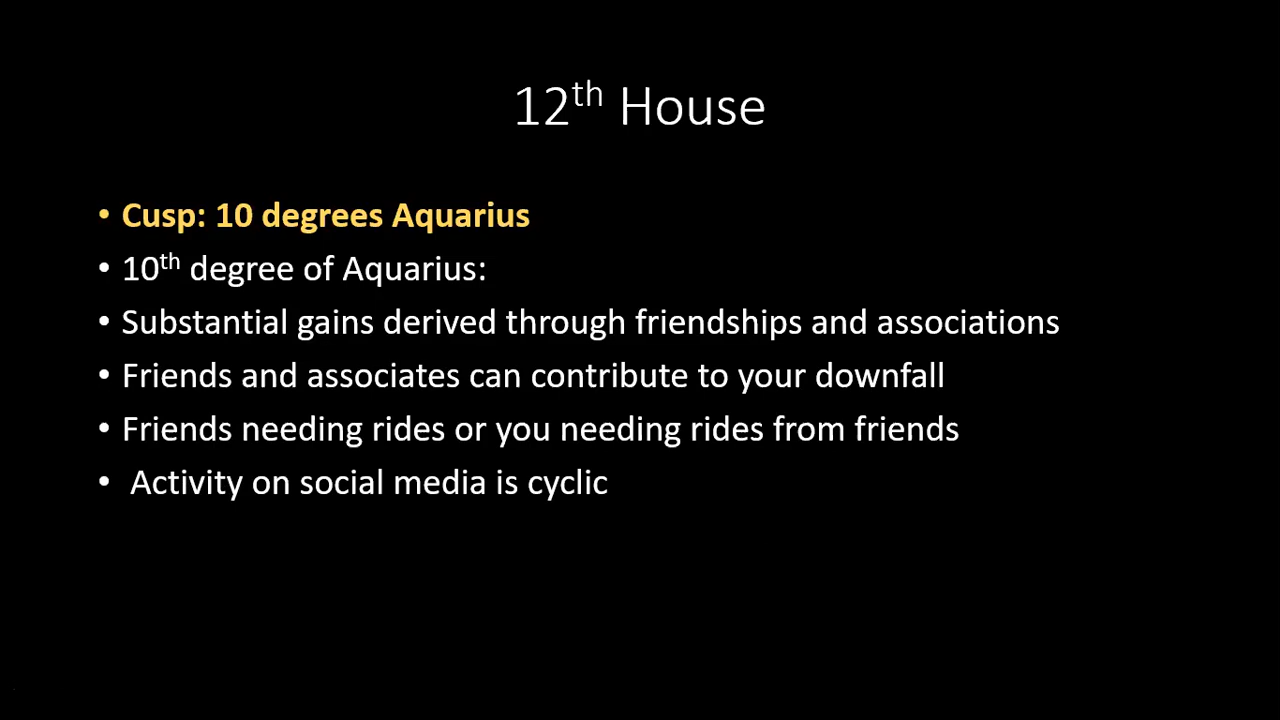 12th House
• Cusp: 10 degrees Aquarius
• 10th degree of Aquarius:
• Substantial gains derived through friendships and associations
• Friends and associates can contribute to your downfall
• Friends needing rides or you needing rides from friends
• Activity on social media is cyclic